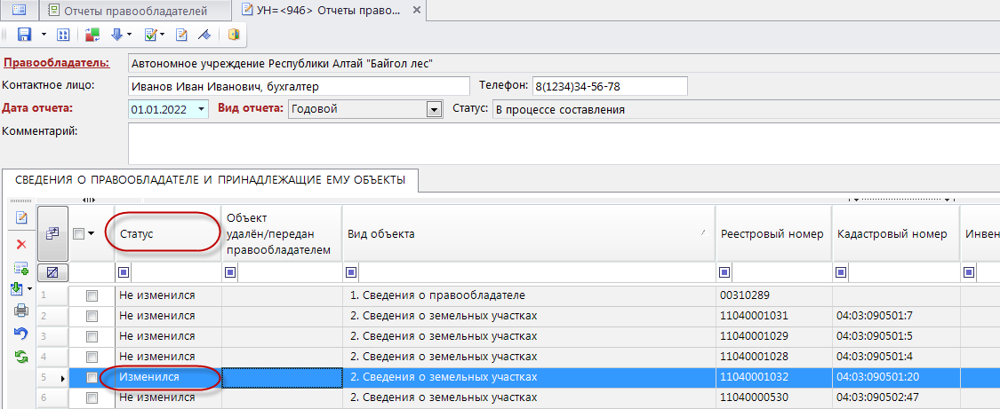 Отчеты правообладателей УН=<946> Отчеты право...
Правообладатель: Автономное учреждение Республики Алтай "Байгол лес"
Контактное лицо: Иванов Иван Иванович, бухгалтер Телефон: 8(1234)34-56-78
Дата отчета: 01.01.2022 Вид отчета: Годовой Статус: В процессе составления
Комментарий:
СВЕДЕНИЯ О ПРАВООБЛАДАТЕЛЕ И ПРИНАДЛЕЖАЩИЕ ЕМУ ОБЪЕКТЫ
Статус Объект удалён/передан правообладателем Вид объекта Реестровый номер Кадастровый номер Инвен
1 Не изменился 1. Сведения о правообладателе 00310289
2 Не изменился 2. Сведения о земельных участках 11040001031 04:03:090501:7
3 Не изменился 2. Сведения о земельных участках 11040001029 04:03:090501:5
4 Не изменился 2. Сведения о земельных участках 11040001028 04:03:090501:4
5 Изменился 2. Сведения о земельных участках 11040001032 04:03:090501:20
6 Не изменился 2. Сведения о земельных участках 11040000530 04:03:090502:47